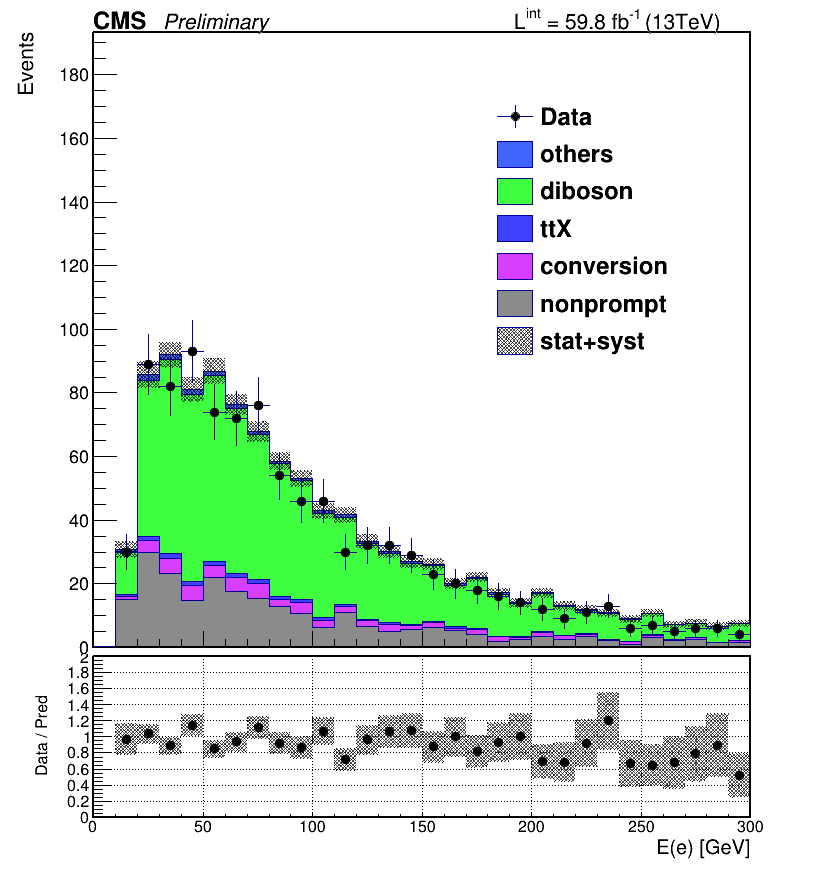 CMS Preliminary L^int = 59.8 fb^-1 (13TeV)
Events
180
160
140
120
100
80
60
40
20
0
Data
others
diboson
ttX
conversion
nonprompt
stat+syst
Data / Pred
2
1.8
1.6
1.4
1.2
1
0.8
0.6
0.4
0.2
0
0 50 100 150 200 250 300
E(e) [GeV]